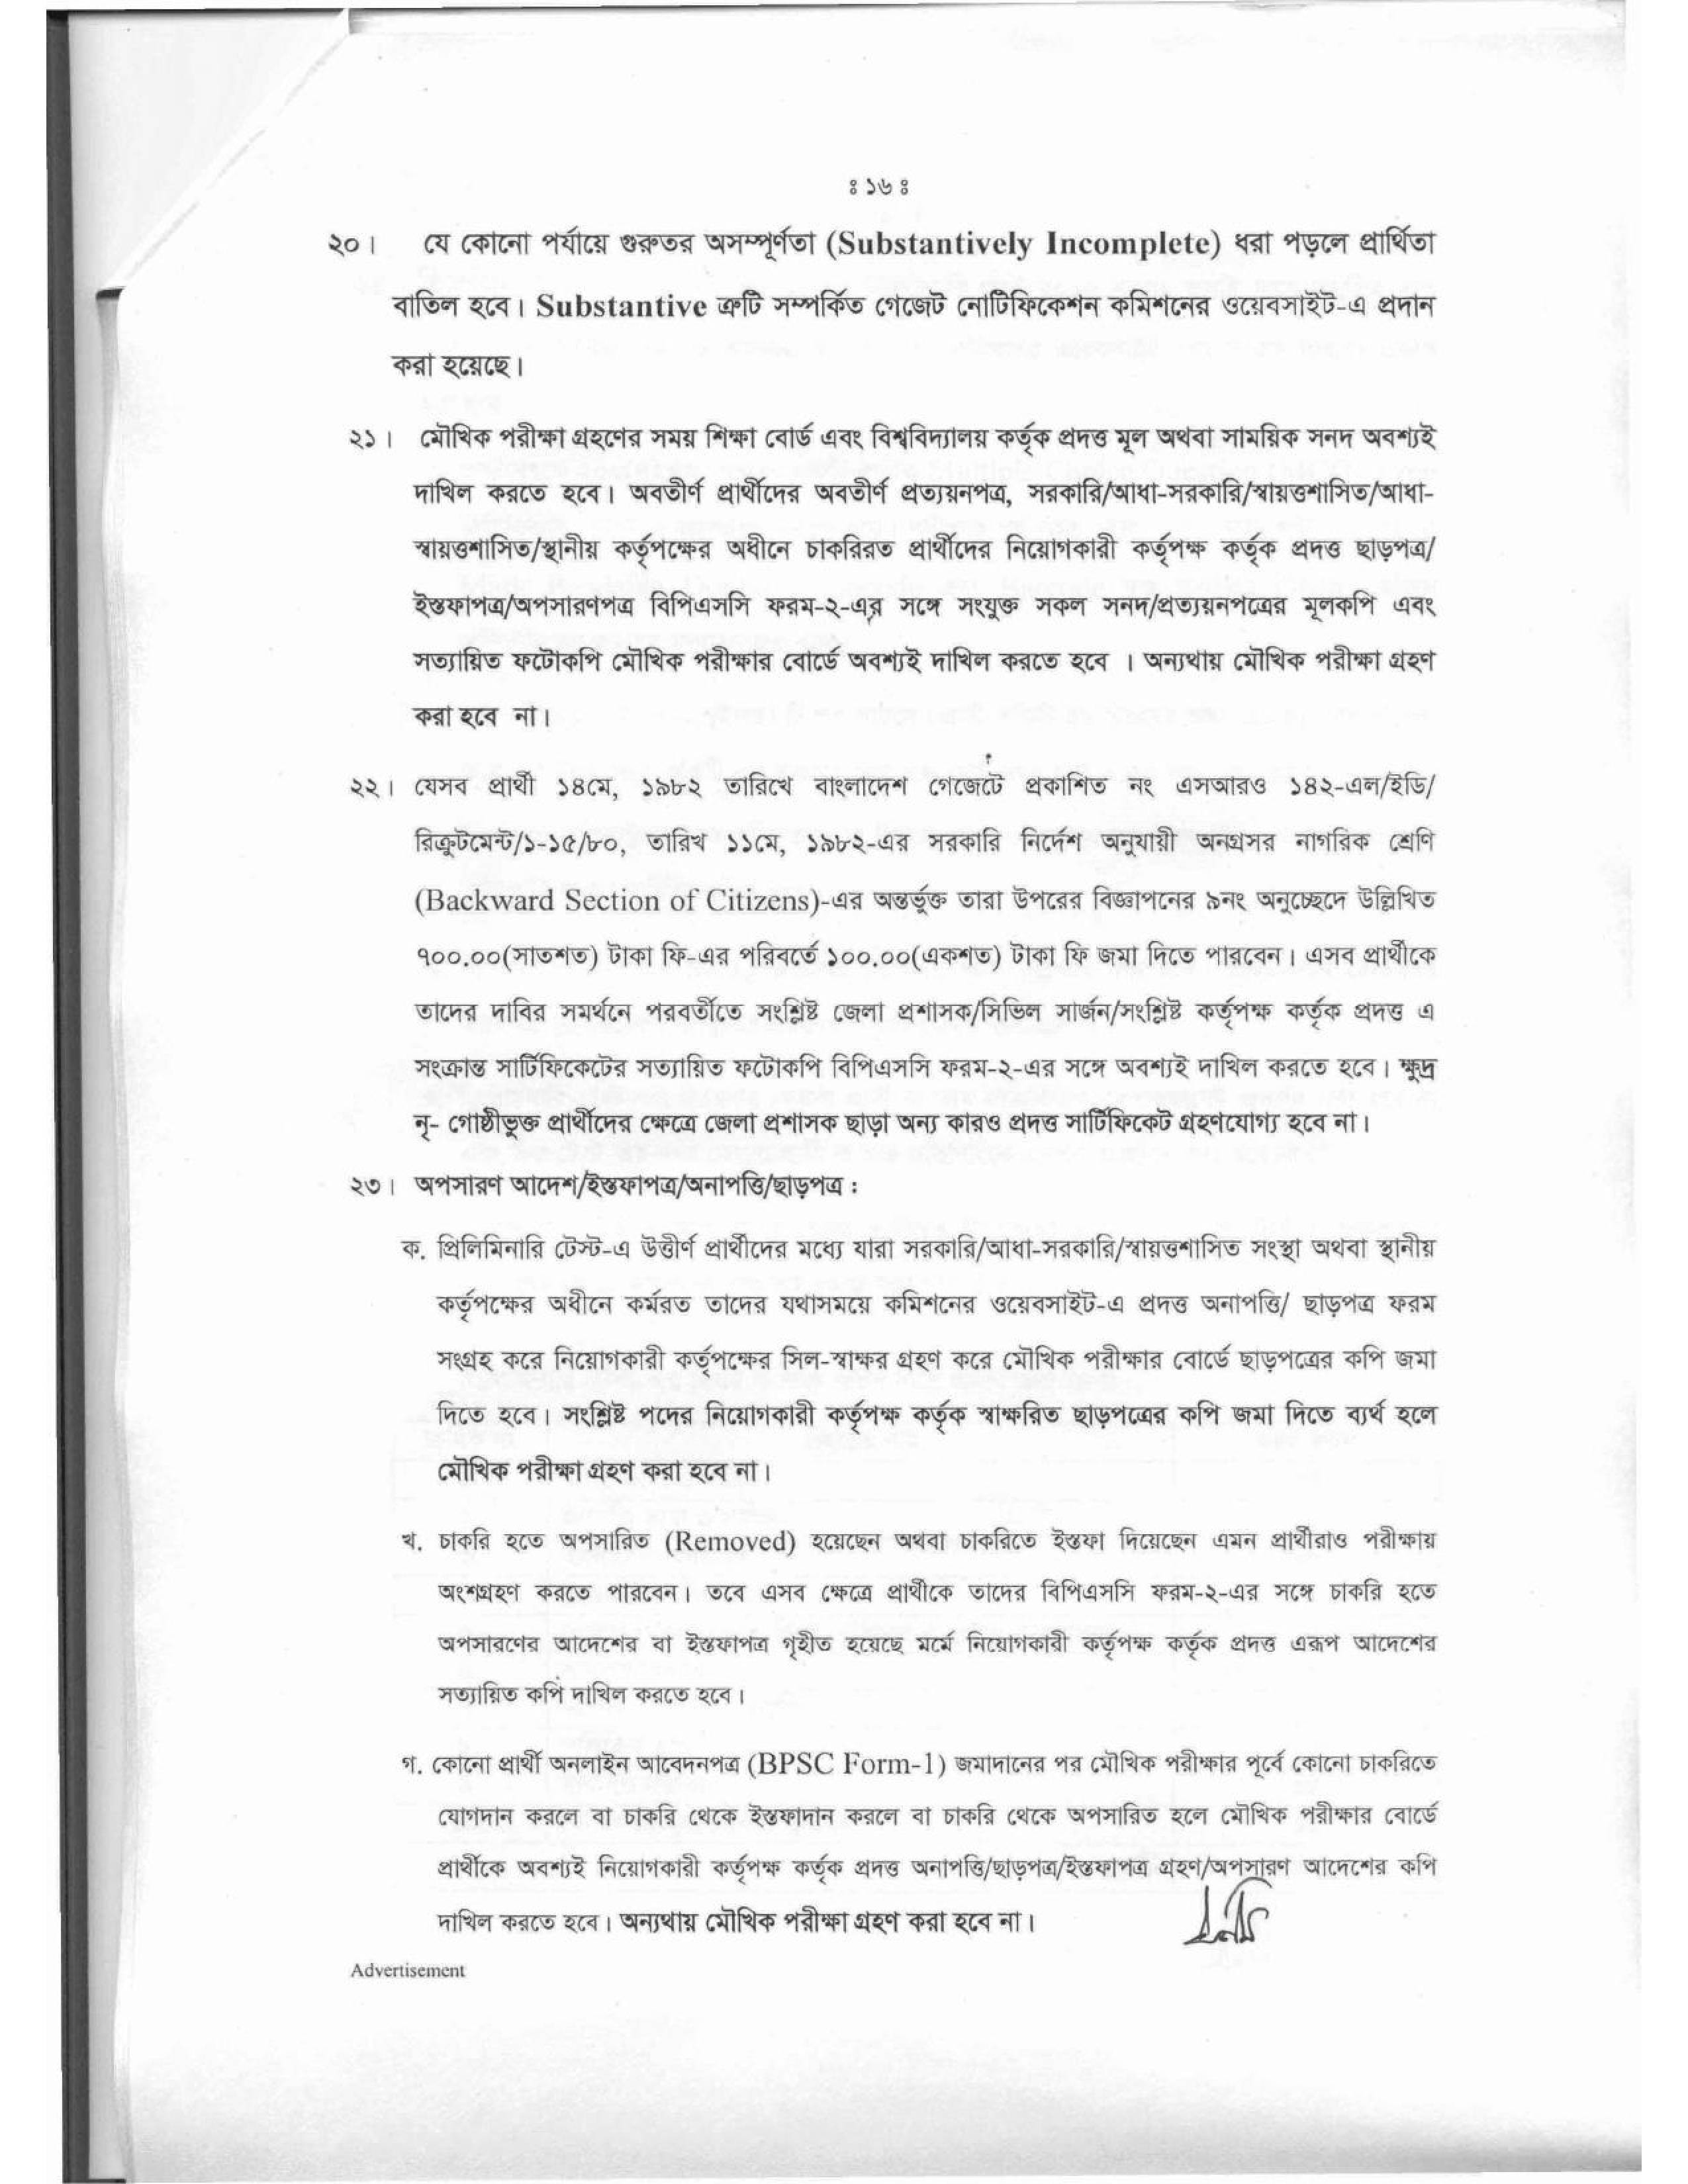 ঃ ১৬ ঃ
২০। যে কোনো পর্যায়ে গুরুতর অসম্পূর্ণতা (Substantively Incomplete) ধরা পড়লে প্রার্থিতা
বাতিল হবে। Substantive ত্রুটি সম্পর্কিত গেজেট নোটিফিকেশন কমিশনের ওয়েবসাইট-এ প্রদান
করা হয়েছে।
২১। মৌখিক পরীক্ষা গ্রহণের সময় শিক্ষা বোর্ড এবং বিশ্ববিদ্যালয় কর্তৃক প্রদত্ত মূল অথবা সাময়িক সনদ অবশ্যই
দাখিল করতে হবে। অবতীর্ণ প্রার্থীদের অবতীর্ণ প্রত্যয়নপত্র, সরকারি/আধা-সরকারি/স্বায়ত্তশাসিত/আধা-
স্বায়ত্তশাসিত/স্থানীয় কর্তৃপক্ষের অধীনে চাকরিরত প্রার্থীদের নিয়োগকারী কর্তৃপক্ষ কর্তৃক প্রদত্ত ছাড়পত্র/
ইস্তফাপত্র/অপসারণপত্র বিপিএসসি ফরম-২-এর সঙ্গে সংযুক্ত সকল সনদ/প্রত্যয়নপত্রের মূলকপি এবং
সত্যায়িত ফটোকপি মৌখিক পরীক্ষার বোর্ডে অবশ্যই দাখিল করতে হবে । অন্যথায় মৌখিক পরীক্ষা গ্রহণ
করা হবে না।
২২। যেসব প্রার্থী ১৪মে, ১৯৮২ তারিখে বাংলাদেশ গেজেটে প্রকাশিত নং এসআরও ১৪২-এল/ইডি/
রিক্রুটমেন্ট/১-১৫/৮০, তারিখ ১১মে, ১৯৮২-এর সরকারি নির্দেশ অনুযায়ী অনগ্রসর নাগরিক শ্রেণি
(Backward Section of Citizens)-এর অন্তর্ভুক্ত তারা উপরের বিজ্ঞাপনের ৯নং অনুচ্ছেদে উল্লিখিত
৭০০.০০(সাতশত) টাকা ফি-এর পরিবর্তে ১০০.০০(একশত) টাকা ফি জমা দিতে পারবেন। এসব প্রার্থীকে
তাদের দাবির সমর্থনে পরবর্তীতে সংশ্লিষ্ট জেলা প্রশাসক/সিভিল সার্জন/সংশ্লিষ্ট কর্তৃপক্ষ কর্তৃক প্রদত্ত এ
সংক্রান্ত সার্টিফিকেটের সত্যায়িত ফটোকপি বিপিএসসি ফরম-২-এর সঙ্গে অবশ্যই দাখিল করতে হবে। ক্ষুদ্র
নৃ- গোষ্ঠীভুক্ত প্রার্থীদের ক্ষেত্রে জেলা প্রশাসক ছাড়া অন্য কারও প্রদত্ত সার্টিফিকেট গ্রহণযোগ্য হবে না।
২৩। অপসারণ আদেশ/ইস্তফাপত্র/অনাপত্তি/ছাড়পত্র :
ক. প্রিলিমিনারি টেস্ট-এ উত্তীর্ণ প্রার্থীদের মধ্যে যারা সরকারি/আধা-সরকারি/স্বায়ত্তশাসিত সংস্থা অথবা স্থানীয়
কর্তৃপক্ষের অধীনে কর্মরত তাদের যথাসময়ে কমিশনের ওয়েবসাইট-এ প্রদত্ত অনাপত্তি/ ছাড়পত্র ফরম
সংগ্রহ করে নিয়োগকারী কর্তৃপক্ষের সিল-স্বাক্ষর গ্রহণ করে মৌখিক পরীক্ষার বোর্ডে ছাড়পত্রের কপি জমা
দিতে হবে। সংশ্লিষ্ট পদের নিয়োগকারী কর্তৃপক্ষ কর্তৃক স্বাক্ষরিত ছাড়পত্রের কপি জমা দিতে ব্যর্থ হলে
মৌখিক পরীক্ষা গ্রহণ করা হবে না।
খ. চাকরি হতে অপসারিত (Removed) হয়েছেন অথবা চাকরিতে ইস্তফা দিয়েছেন এমন প্রার্থীরাও পরীক্ষায়
অংশগ্রহণ করতে পারবেন। তবে এসব ক্ষেত্রে প্রার্থীকে তাদের বিপিএসসি ফরম-২-এর সঙ্গে চাকরি হতে
অপসারণের আদেশের বা ইস্তফাপত্র গৃহীত হয়েছে মর্মে নিয়োগকারী কর্তৃপক্ষ কর্তৃক প্রদত্ত এরূপ আদেশের
সত্যায়িত কপি দাখিল করতে হবে।
গ. কোনো প্রার্থী অনলাইন আবেদনপত্র (BPSC Form-1) জমাদানের পর মৌখিক পরীক্ষার পূর্বে কোনো চাকরিতে
যোগদান করলে বা চাকরি থেকে ইস্তফাদান করলে বা চাকরি থেকে অপসারিত হলে মৌখিক পরীক্ষার বোর্ডে
প্রার্থীকে অবশ্যই নিয়োগকারী কর্তৃপক্ষ কর্তৃক প্রদত্ত অনাপত্তি/ছাড়পত্র/ইস্তফাপত্র গ্রহণ/অপসারণ আদেশের কপি
দাখিল করতে হবে। অন্যথায় মৌখিক পরীক্ষা গ্রহণ করা হবে না।
Advertisement